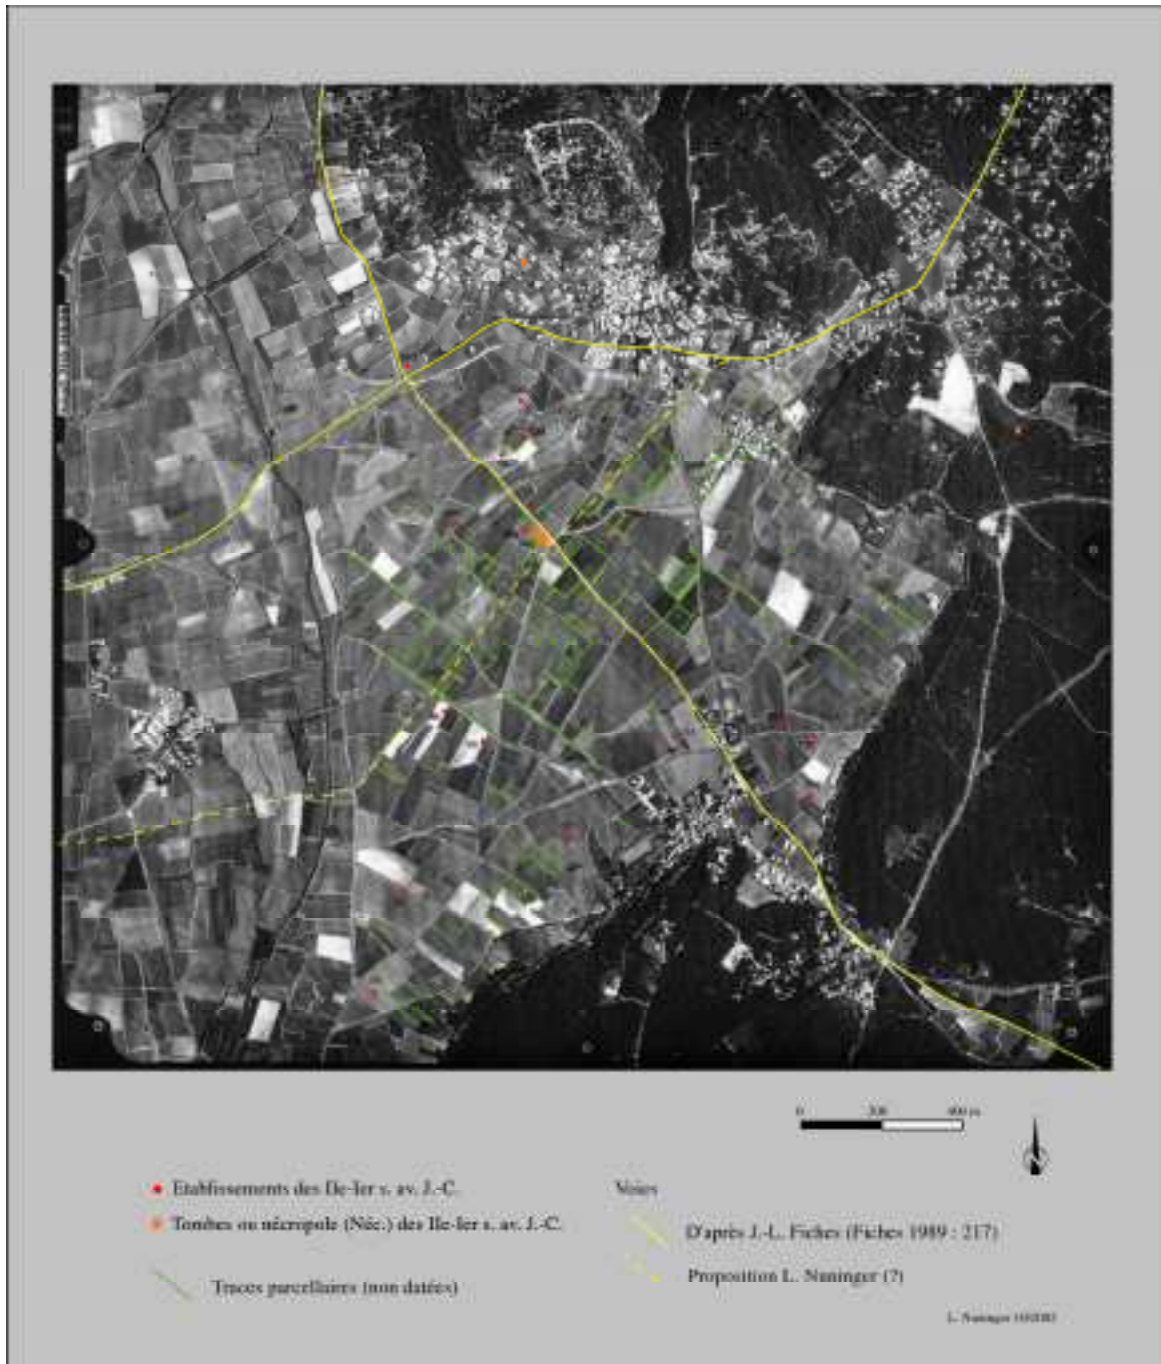 0 200 400 m
Etablissements des IIe-Ier s. av. J.-C.
Tombes ou nécropole (Néc.) des IIe-Ier s. av. J.-C.
Traces parcellaires (non datées)
Voies
D'après J.-L. Fiches (Fiches 1989 : 217)
Proposition L. Nuninger (?)
L. Nuninger